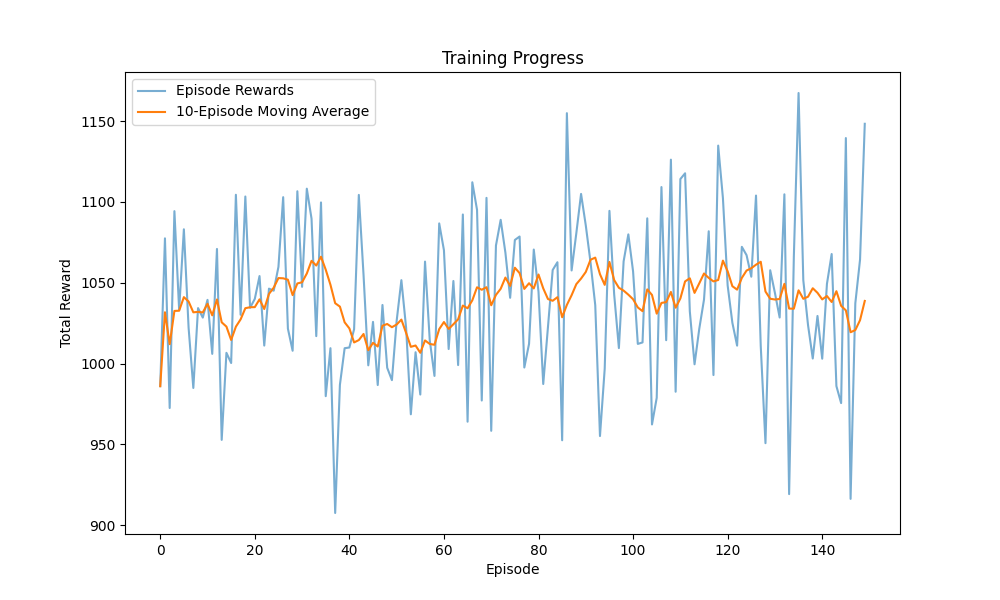 Training Progress
Episode Rewards
10-Episode Moving Average
Total Reward
1150
1100
1050
1000
950
900
0 20 40 60 80 100 120 140
Episode